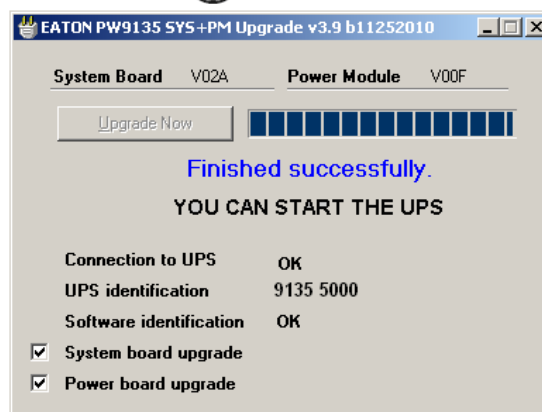 EATON PW9135 SYS+PM Upgrade v3.9 b11252010
System Board V02A Power Module V00F
Upgrade Now
Finished successfully.
YOU CAN START THE UPS
Connection to UPS OK
UPS identification 9135 5000
Software identification OK
System board upgrade
Power board upgrade